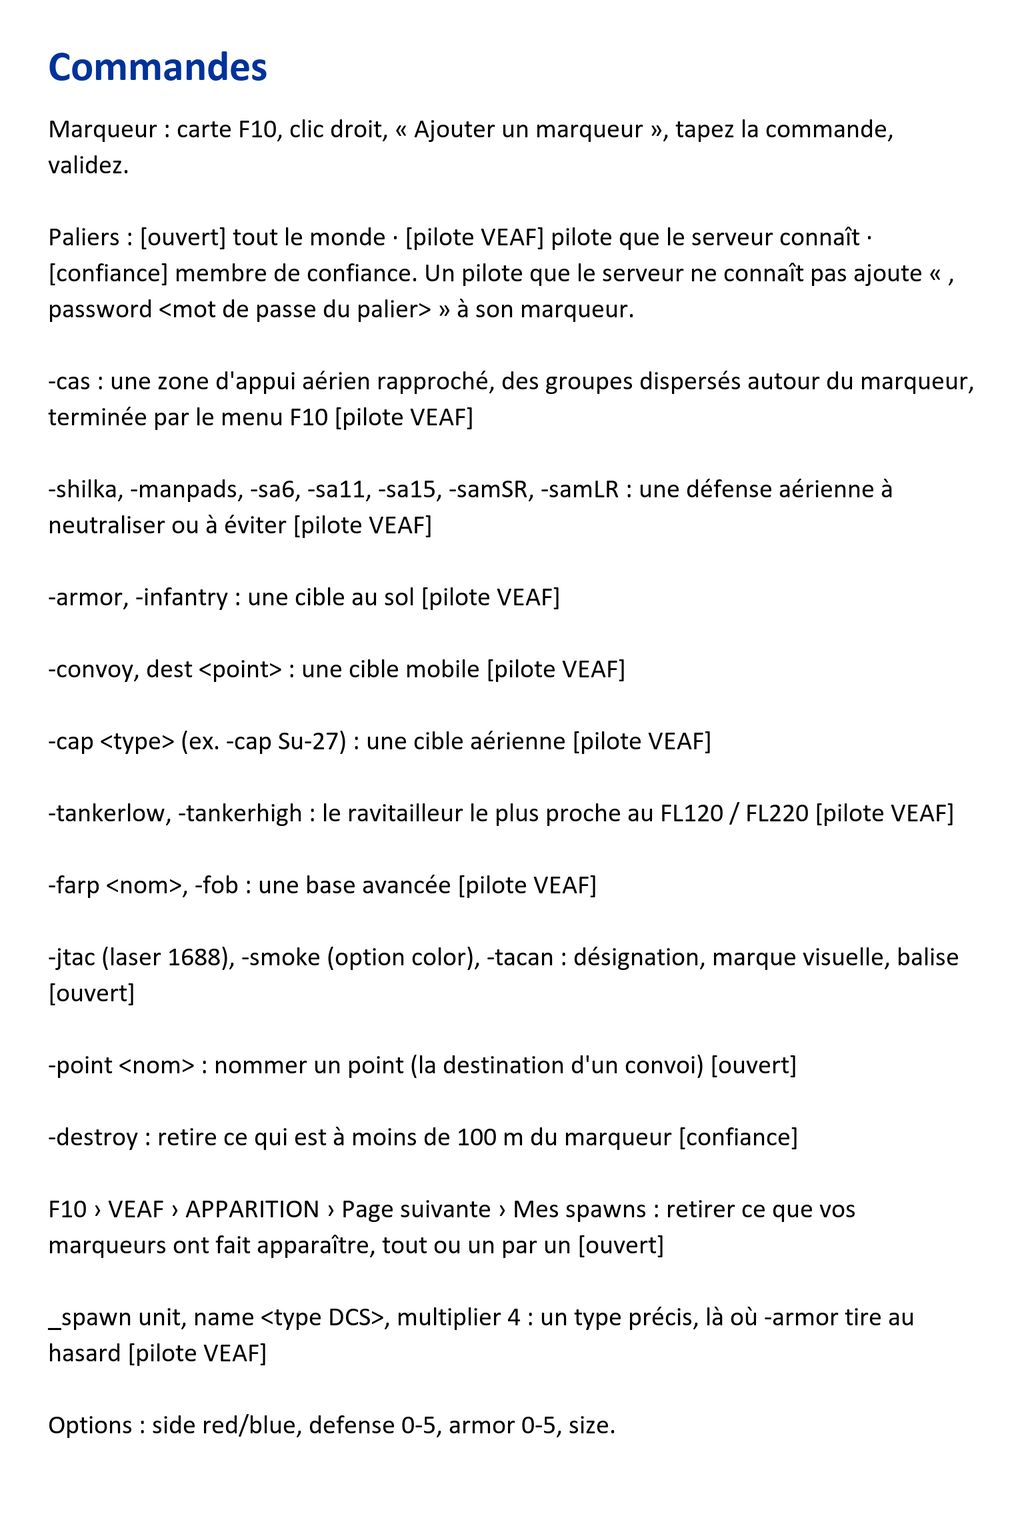 Commandes
Marqueur : carte F10, clic droit, « Ajouter un marqueur », tapez la commande,
validez.
Paliers : [ouvert] tout le monde · [pilote VEAF] pilote que le serveur connaît ·
[confiance] membre de confiance. Un pilote que le serveur ne connaît pas ajoute « ,
password <mot de passe du palier> » à son marqueur.
-cas : une zone d'appui aérien rapproché, des groupes dispersés autour du marqueur,
terminée par le menu F10 [pilote VEAF]
-shilka, -manpads, -sa6, -sa11, -sa15, -samSR, -samLR : une défense aérienne à
neutraliser ou à éviter [pilote VEAF]
-armor, -infantry : une cible au sol [pilote VEAF]
-convoy, dest <point> : une cible mobile [pilote VEAF]
-cap <type> (ex. -cap Su-27) : une cible aérienne [pilote VEAF]
-tankerlow, -tankerhigh : le ravitailleur le plus proche au FL120 / FL220 [pilote VEAF]
-farp <nom>, -fob : une base avancée [pilote VEAF]
-jtac (laser 1688), -smoke (option color), -tacan : désignation, marque visuelle, balise
[ouvert]
-point <nom> : nommer un point (la destination d'un convoi) [ouvert]
-destroy : retire ce qui est à moins de 100 m du marqueur [confiance]
F10 › VEAF › APPARITION › Page suivante › Mes spawns : retirer ce que vos
marqueurs ont fait apparaître, tout ou un par un [ouvert]
_spawn unit, name <type DCS>, multiplier 4 : un type précis, là où -armor tire au
hasard [pilote VEAF]
Options : side red/blue, defense 0-5, armor 0-5, size.